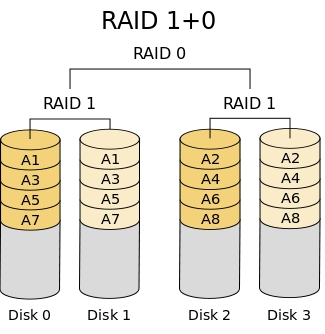 RAID 1+0
RAID 0
RAID 1 RAID 1
A1 A1 A2 A2
A3 A3 A4 A4
A5 A5 A6 A6
A7 A7 A8 A8
Disk 0 Disk 1 Disk 2 Disk 3